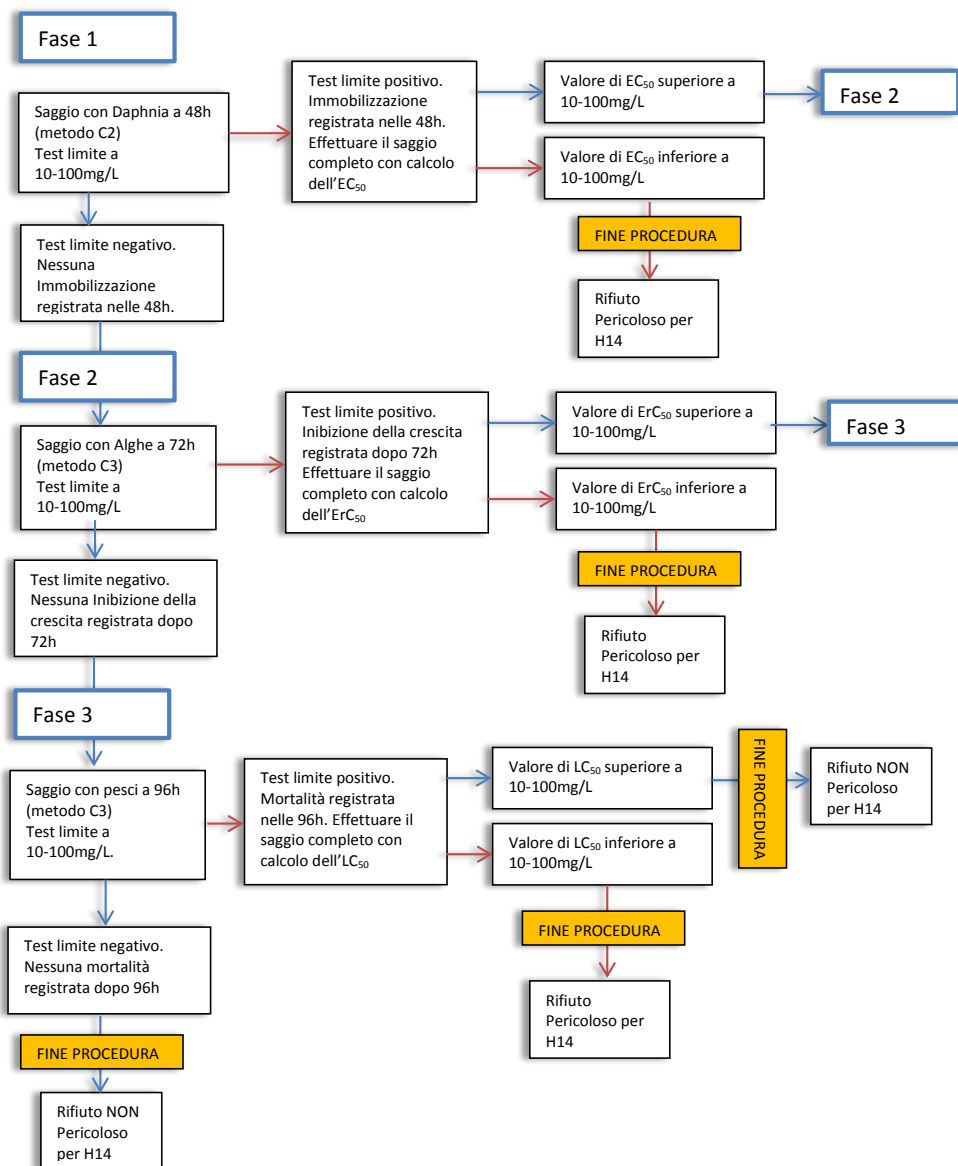 Fase 1
Saggio con Daphnia a 48h
(metodo C2)
Test limite a
10-100mg/L
Test limite positivo.
Immobilizzazione
registrata nelle 48h.
Effettuare il saggio
completo con calcolo
dell'EC50
Valore di EC50 superiore a
10-100mg/L
Fase 2
Valore di EC50 inferiore a
10-100mg/L
FINE PROCEDURA
Rifiuto
Pericoloso per
H14
Test limite negativo.
Nessuna
Immobilizzazione
registrata nelle 48h.
Fase 2
Saggio con Alghe a 72h
(metodo C3)
Test limite a
10-100mg/L
Test limite positivo.
Inibizione della crescita
registrata dopo 72h
Effettuare il saggio
completo con calcolo
dell'ErC50
Valore di ErC50 superiore a
10-100mg/L
Fase 3
Valore di ErC50 inferiore a
10-100mg/L
FINE PROCEDURA
Rifiuto
Pericoloso per
H14
Test limite negativo.
Nessuna Inibizione della
crescita registrata dopo
72h
Fase 3
Saggio con pesci a 96h
(metodo C3)
Test limite a
10-100mg/L.
Test limite positivo.
Mortalità registrata
nelle 96h. Effettuare il
saggio completo con
calcolo dell'LC50
Valore di LC50 superiore a
10-100mg/L
FINE PROCEDURA
Rifiuto NON
Pericoloso
per H14
Valore di LC50 inferiore a
10-100mg/L
FINE PROCEDURA
Rifiuto
Pericoloso per
H14
Test limite negativo.
Nessuna mortalità
registrata dopo 96h
FINE PROCEDURA
Rifiuto NON
Pericoloso
per H14